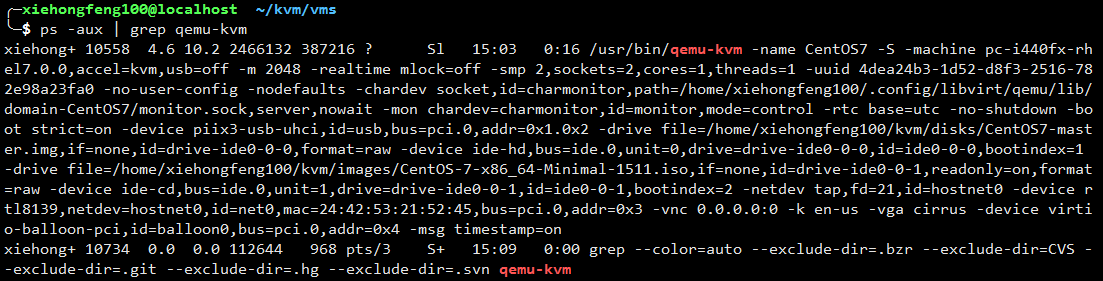 ╭─xiehongfeng100@localhost ~/kvm/vms
╰─$ ps -aux | grep qemu-kvm
xiehong+ 10558  4.6 10.2 2466132 387216 ?      Sl   15:03   0:16 /usr/bin/qemu-kvm -name CentOS7 -S -machine pc-i440fx-rh
el7.0.0,accel=kvm,usb=off -m 2048 -realtime mlock=off -smp 2,sockets=2,cores=1,threads=1 -uuid 4dea24b3-1d52-d8f3-2516-78
2e98a23fa0 -no-user-config -nodefaults -chardev socket,id=charmonitor,path=/home/xiehongfeng100/.config/libvirt/qemu/lib/
domain-CentOS7/monitor.sock,server,nowait -mon chardev=charmonitor,id=monitor,mode=control -rtc base=utc -no-shutdown -bo
ot strict=on -device piix3-usb-uhci,id=usb,bus=pci.0,addr=0x1.0x2 -drive file=/home/xiehongfeng100/kvm/disks/CentOS7-mast
er.img,if=none,id=drive-ide0-0-0,format=raw -device ide-hd,bus=ide.0,unit=0,drive=drive-ide0-0-0,id=ide0-0-0,bootindex=1
-drive file=/home/xiehongfeng100/kvm/images/CentOS-7-x86_64-Minimal-1511.iso,if=none,id=drive-ide0-0-1,readonly=on,format
=raw -device ide-cd,bus=ide.0,unit=1,drive=drive-ide0-0-1,id=ide0-0-1,bootindex=2 -netdev tap,fd=21,id=hostnet0 -device r
tl8139,netdev=hostnet0,id=net0,mac=24:42:53:21:52:45,bus=pci.0,addr=0x3 -vnc 0.0.0.0:0 -k en-us -vga cirrus -device virti
o-balloon-pci,id=balloon0,bus=pci.0,addr=0x4 -msg timestamp=on
xiehong+ 10734  0.0  0.0 112644   968 pts/3    S+   15:09   0:00 grep --color=auto --exclude-dir=.bzr --exclude-dir=CVS -
-exclude-dir=.git --exclude-dir=.hg --exclude-dir=.svn qemu-kvm